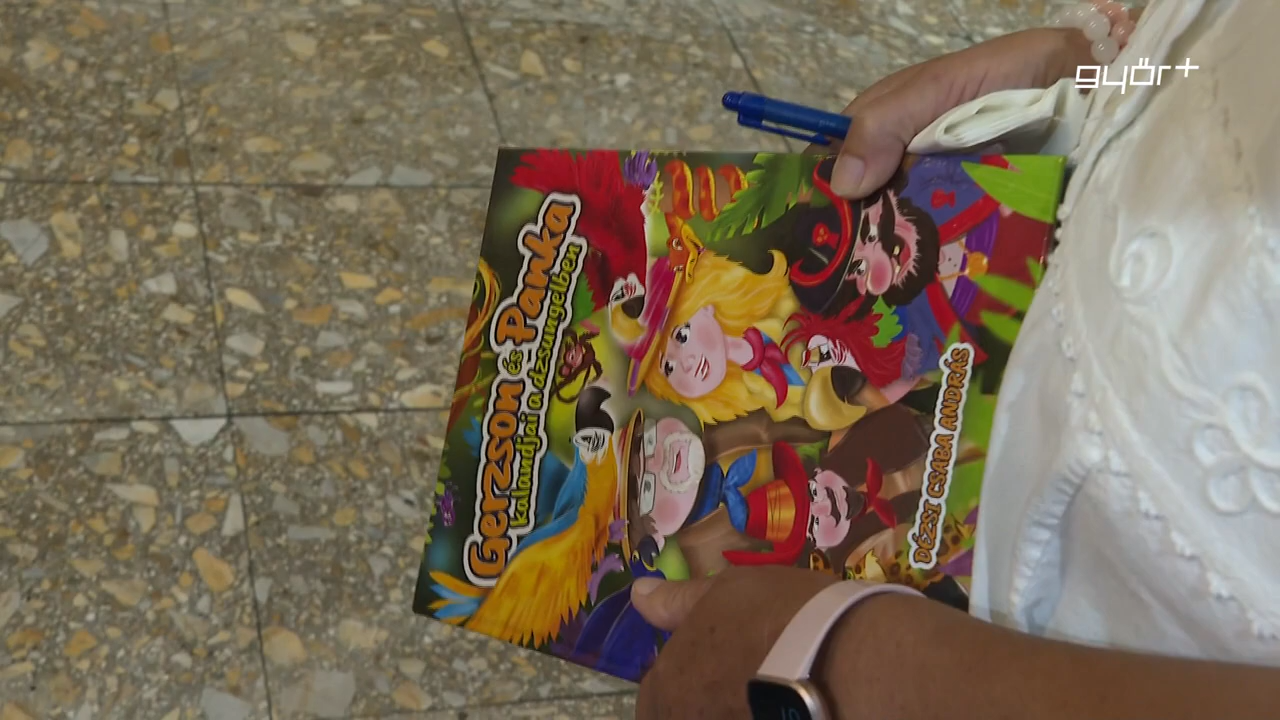 győr+
Gerzson és Panka
kalandjai a dzsungelben
DÉZSI CSABA ANDRÁS